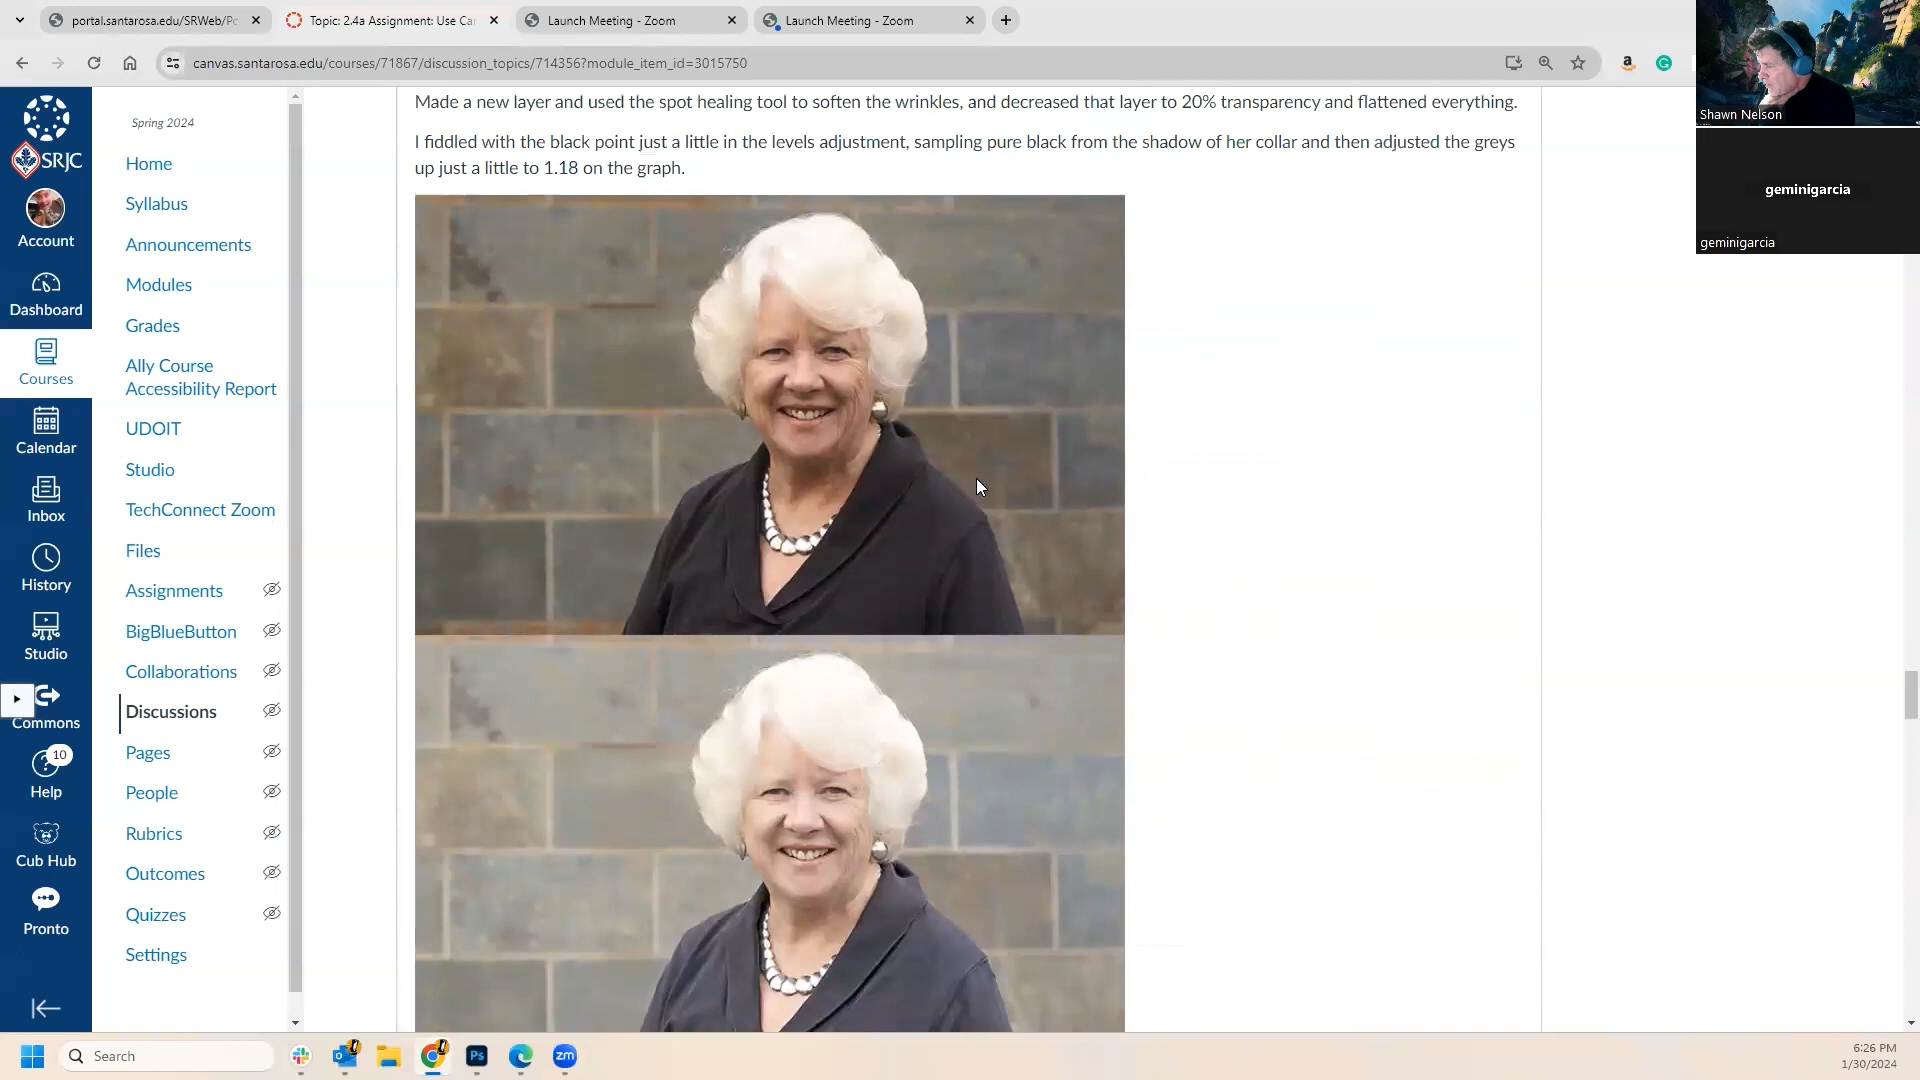 portal.santarosa.edu/SRWeb/Po
Topic: 2.4a Assignment: Use Ca
Launch Meeting - Zoom
Launch Meeting - Zoom
canvas.santarosa.edu/courses/71867/discussion_topics/714356?module_item_id=3015750
Shawn Nelson
geminigarcia
geminigarcia
SRJC
Account
Dashboard
Courses
Calendar
Inbox
History
Studio
Commons
10
Help
Cub Hub
Pronto
Spring 2024
Home
Syllabus
Announcements
Modules
Grades
Ally Course
Accessibility Report
UDOIT
Studio
TechConnect Zoom
Files
Assignments
BigBlueButton
Collaborations
Discussions
Pages
People
Rubrics
Outcomes
Quizzes
Settings
Made a new layer and used the spot healing tool to soften the wrinkles, and decreased that layer to 20% transparency and flattened everything.
I fiddled with the black point just a little in the levels adjustment, sampling pure black from the shadow of her collar and then adjusted the greys
up just a little to 1.18 on the graph.
Search
Ps
zm
6:26 PM
1/30/2024